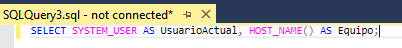 SQLQuery3.sql - not connected*
SELECT SYSTEM_USER AS UsuarioActual, HOST_NAME() AS Equipo;